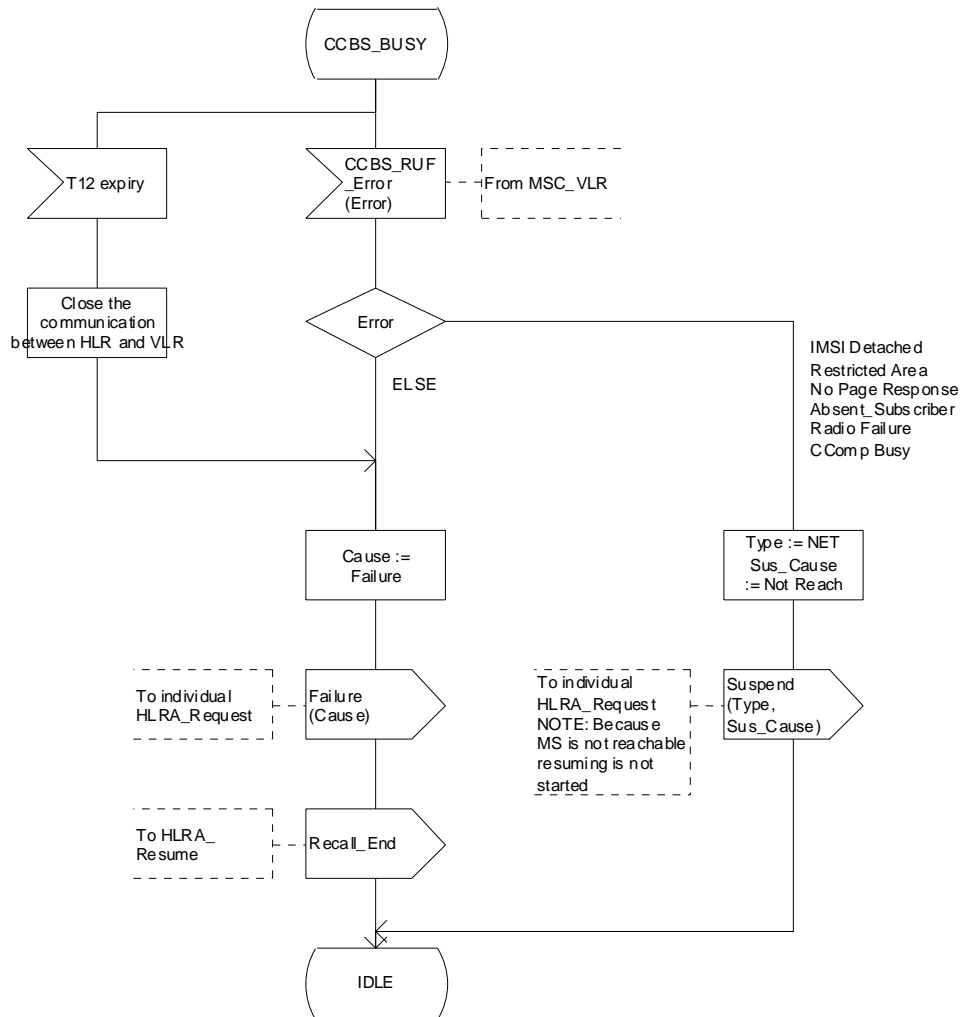 CCBS_BUSY
T12 expiry
CCBS_RUF
_Error
(Error)
From MSC_VLR
Close the
communication
between HLR and VLR
Error
ELSE
IMSI Detached
Restricted Area
No Page Response
Absent_Subscriber
Radio Failure
CComp Busy
Cause :=
Failure
Type := NET
Sus_Cause
:= Not Reach
To individual
HLRA_Request
Failure
(Cause)
To individual
HLRA_Request
NOTE: Because
MS is not reachable
resuming is not
started
Suspend
(Type,
Sus_Cause)
To HLRA_
Resume
Recall_End
IDLE